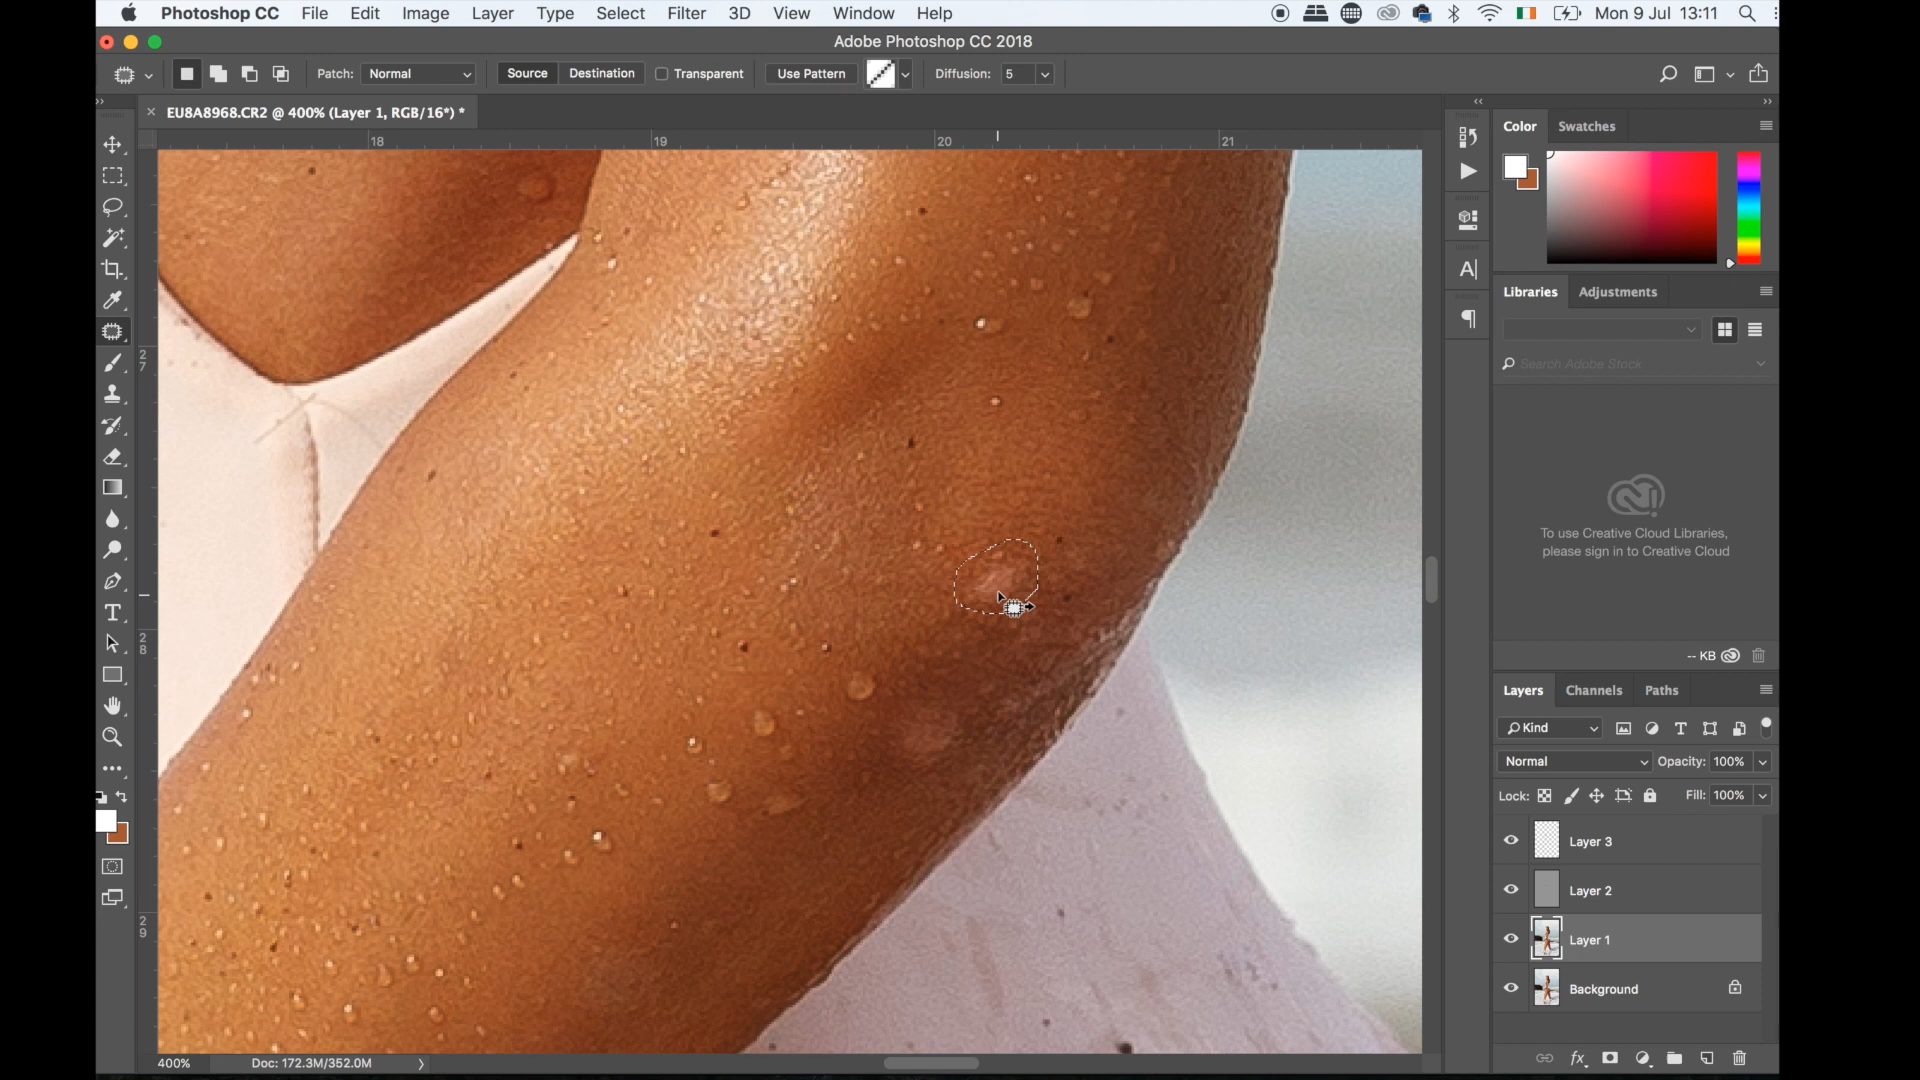 Photoshop CC File Edit Image Layer Type Select Filter 3D View Window Help Mon 9 Jul 13:11
Adobe Photoshop CC 2018
Patch: Normal Source Destination Transparent Use Pattern Diffusion: 5
EU8A8968.CR2 @ 400% (Layer 1, RGB/16*) *
18 19 20 21
27
28
29
Color Swatches
Libraries Adjustments
Search Adobe Stock
To use Creative Cloud Libraries,
please sign in to Creative Cloud
-- KB
Layers Channels Paths
Kind
Normal Opacity: 100%
Lock: Fill: 100%
Layer 3
Layer 2
Layer 1
Background
400% Doc: 172.3M/352.0M